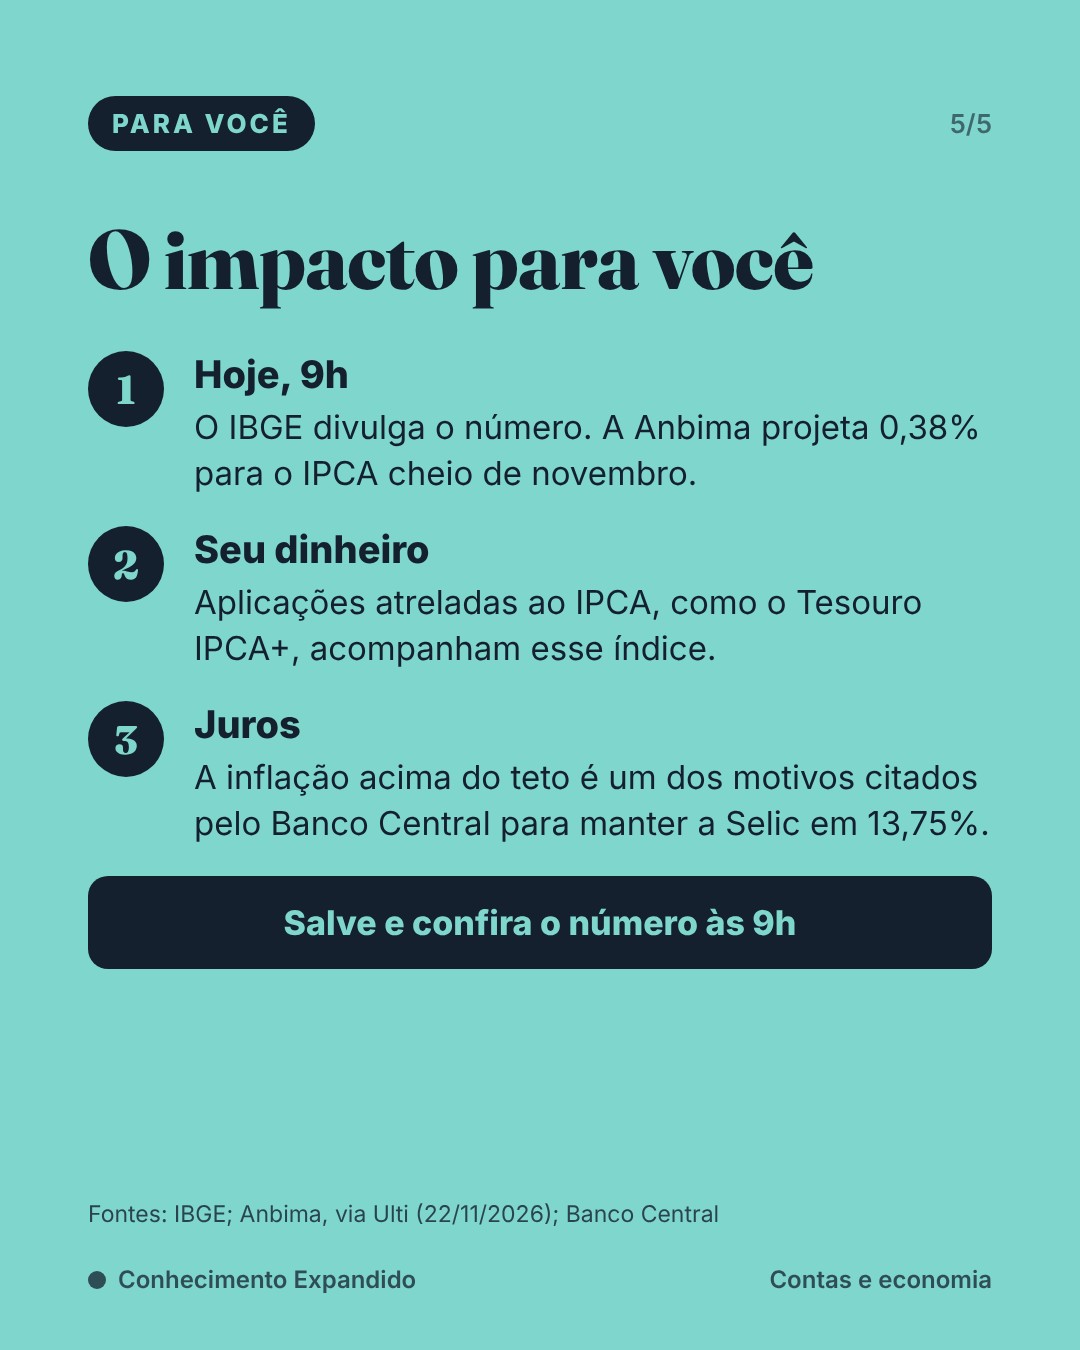 PARA VOCÊ
5/5
O impacto para você
1
Hoje, 9h
O IBGE divulga o número. A Anbima projeta 0,38%
para o IPCA cheio de novembro.
2
Seu dinheiro
Aplicações atreladas ao IPCA, como o Tesouro
IPCA+, acompanham esse índice.
3
Juros
A inflação acima do teto é um dos motivos citados
pelo Banco Central para manter a Selic em 13,75%.
Salve e confira o número às 9h
Fontes: IBGE; Anbima, via Ulti (22/11/2026); Banco Central
Conhecimento Expandido
Contas e economia